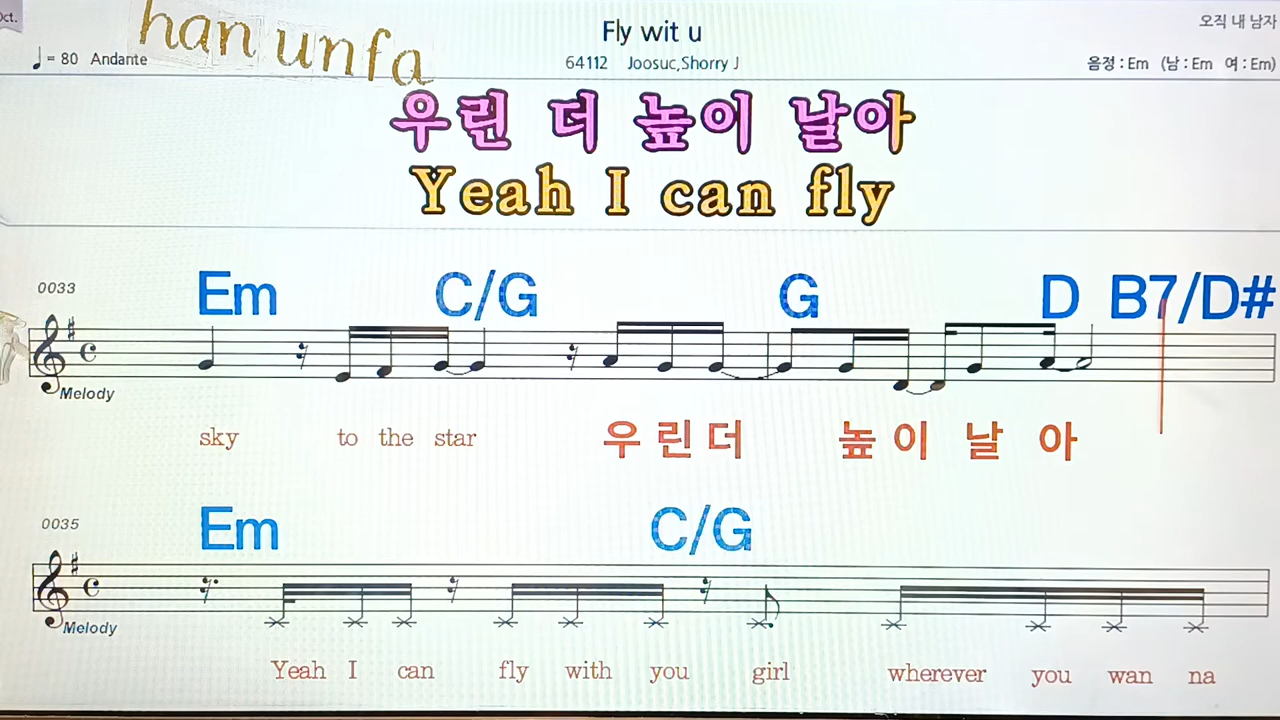 Oct.
han unfa
Fly wit u
오직 내 남자
♩= 80 Andante
64112 Joosuc,Shorry J
음정 : Em (남 : Em 여 : Em)
우린 더 높이 날아
Yeah I can fly
0033
Em C/G G D B7/D#
Melody
sky to the star 우 린 더 높 이 날 아
0035
Em C/G
Melody
Yeah I can fly with you girl wherever you wan na